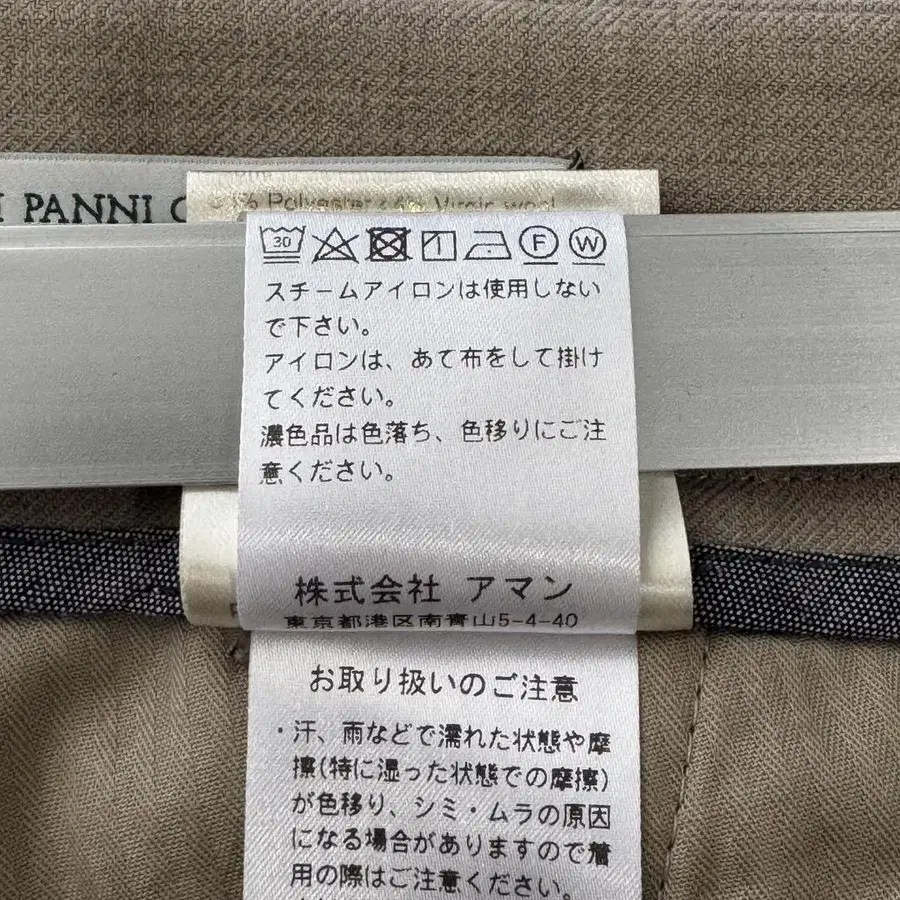 PANNI
% Polyester Virgin wool
30 1 F W
スチームアイロンは使用しない
で下さい。
アイロンは、あて布をして掛け
てください。
濃色品は色落ち、色移りにご注
意ください。
株式会社 アマン
東京都港区南青山5-4-40
お取り扱いのご注意
・汗、雨などで濡れた状態や摩
擦(特に湿った状態での摩擦)
が色移り、シミ・ムラの原因
になる場合がありますので着
用の際はご注意ください。